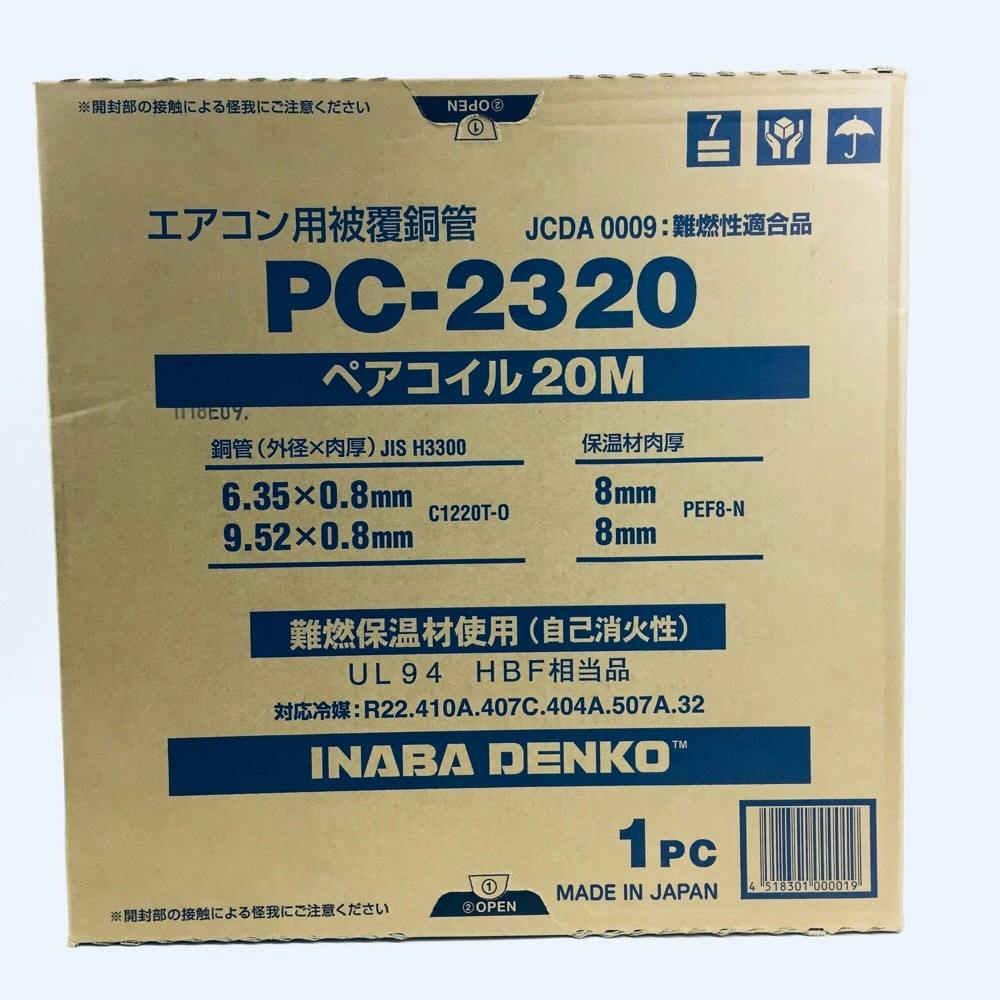 ※開封部の接触による怪我にご注意ください
②OPEN
①
7
エアコン用被覆銅管 JCDA 0009:難燃性適合品
PC-2320
ペアコイル 20M
銅管(外径×肉厚)JIS H3300 保温材肉厚
6.35×0.8mm 8mm
C1220T-O PEF8-N
9.52×0.8mm 8mm
難燃保温材使用(自己消火性)
UL94 HBF相当品
対応冷媒:R22.410A.407C.404A.507A.32
INABA DENKO™
1PC
MADE IN JAPAN
4 518301 000019
①
②OPEN
※開封部の接触による怪我にご注意ください